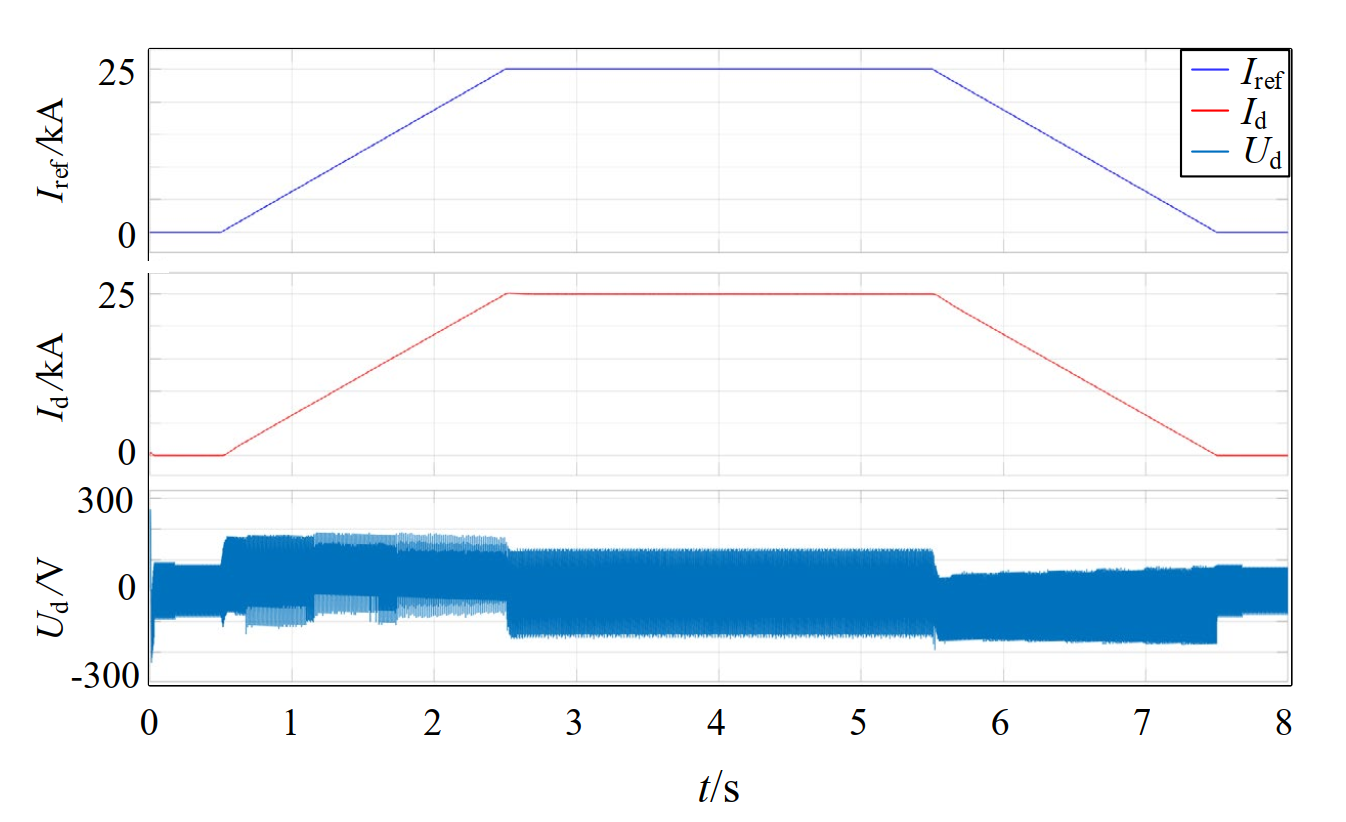 25
I_ref/kA
0
I_ref
I_d
U_d
25
I_d/kA
0
300
U_d/V
0
-300
0 1 2 3 4 5 6 7 8
t/s